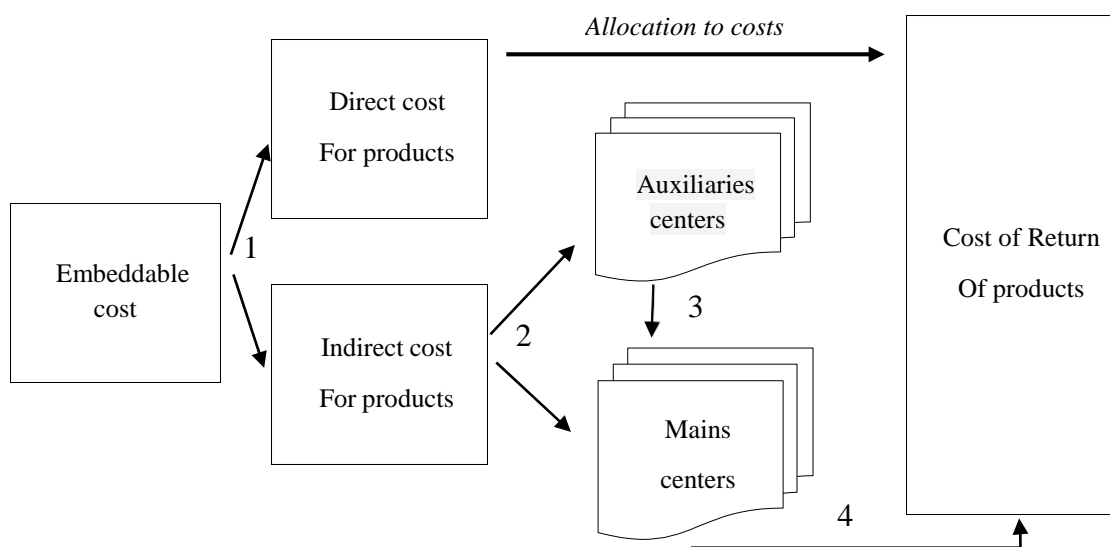 Allocation to costs
Direct cost
For products
Auxiliaries
centers
Cost of Return
Of products
1
Embeddable
cost
3
2
Indirect cost
For products
Mains
centers
4